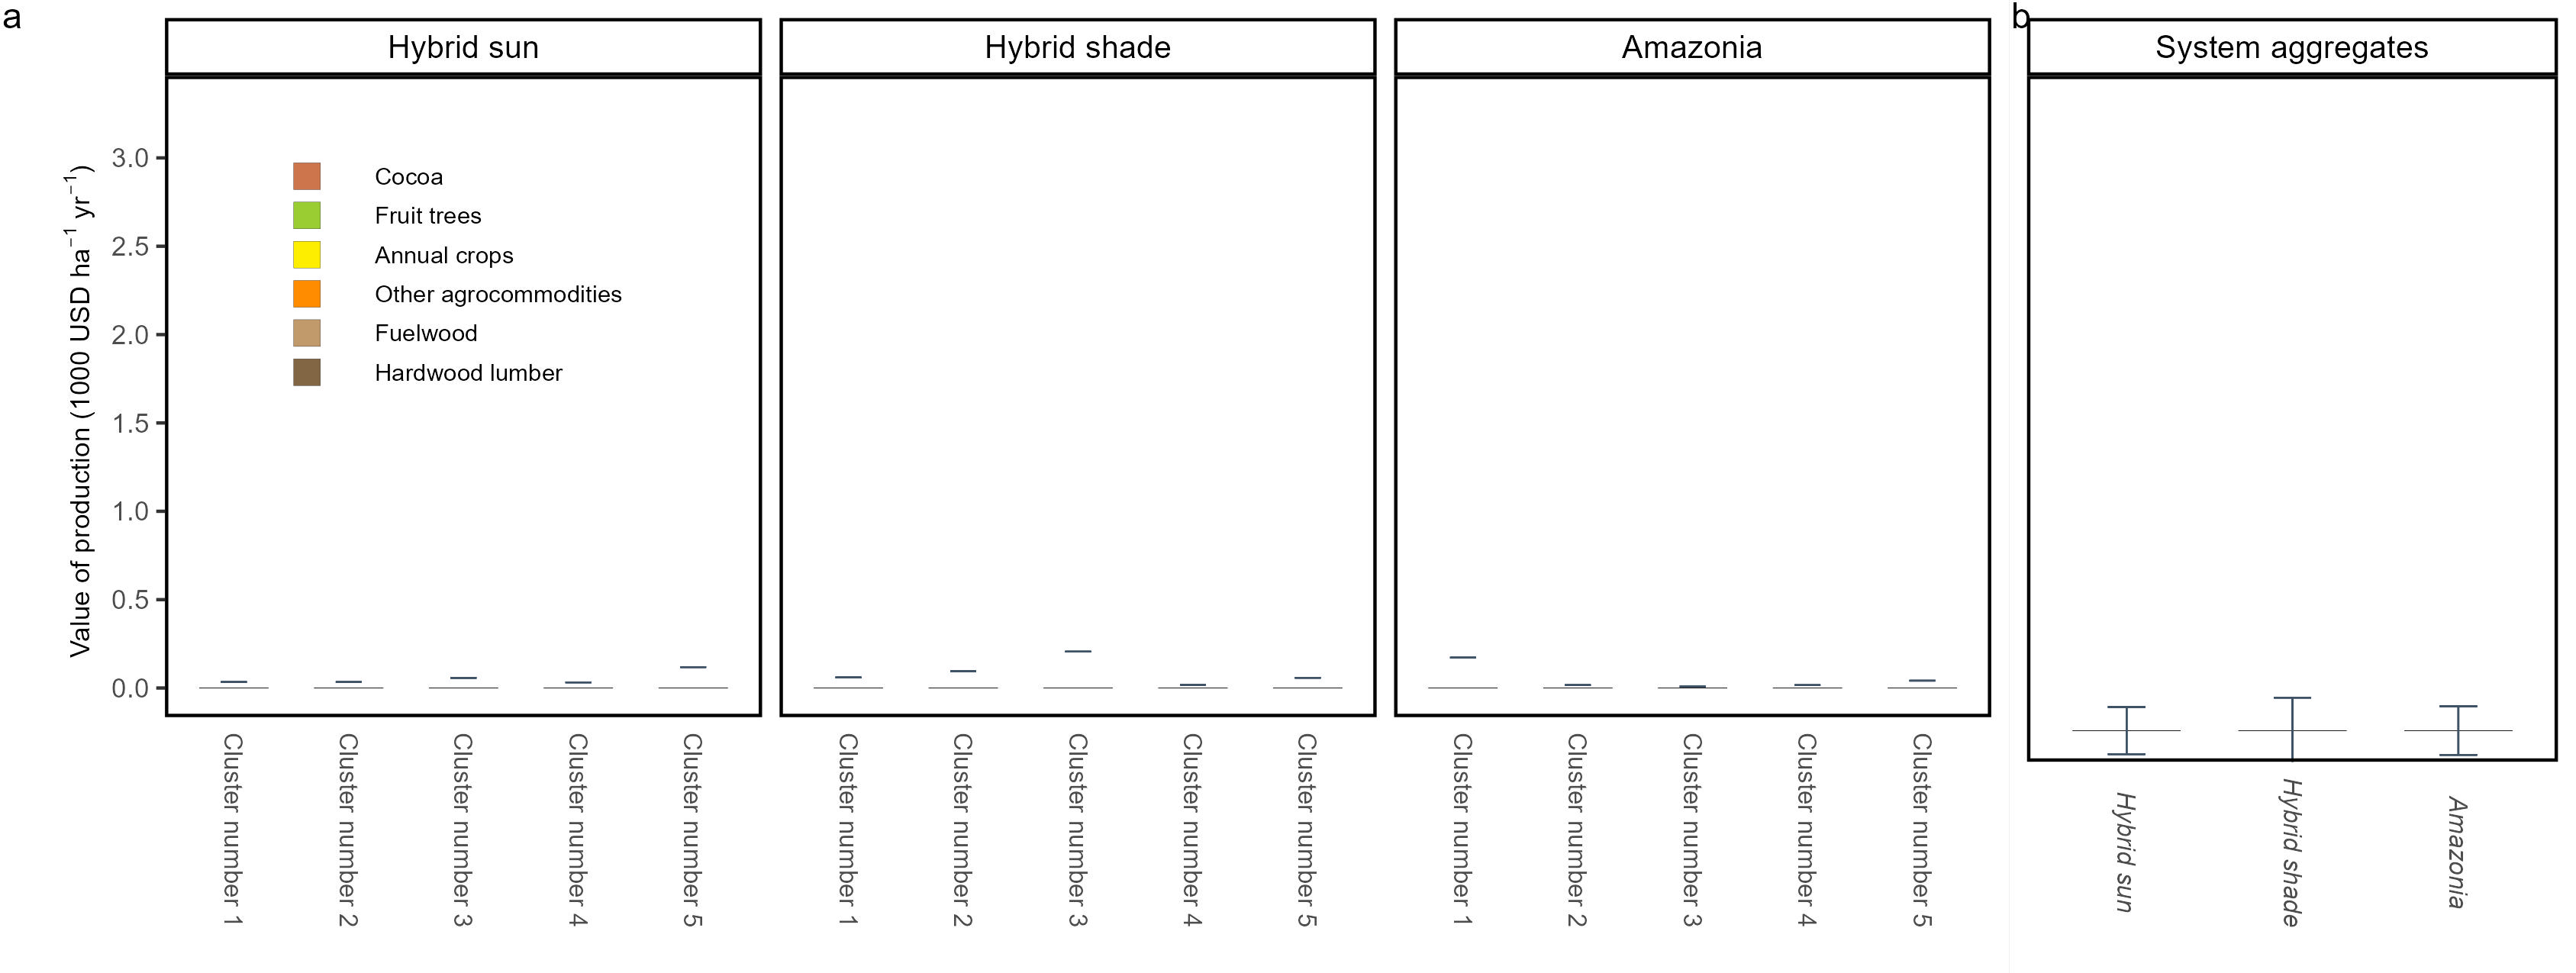 a
b
Hybrid sun
Hybrid shade
Amazonia
System aggregates
Value of production (1000 USD ha⁻¹ yr⁻¹)
3.0
2.5
2.0
1.5
1.0
0.5
0.0
Cocoa
Fruit trees
Annual crops
Other agrocommodities
Fuelwood
Hardwood lumber
Cluster number 1
Cluster number 2
Cluster number 3
Cluster number 4
Cluster number 5
Cluster number 1
Cluster number 2
Cluster number 3
Cluster number 4
Cluster number 5
Cluster number 1
Cluster number 2
Cluster number 3
Cluster number 4
Cluster number 5
Hybrid sun
Hybrid shade
Amazonia